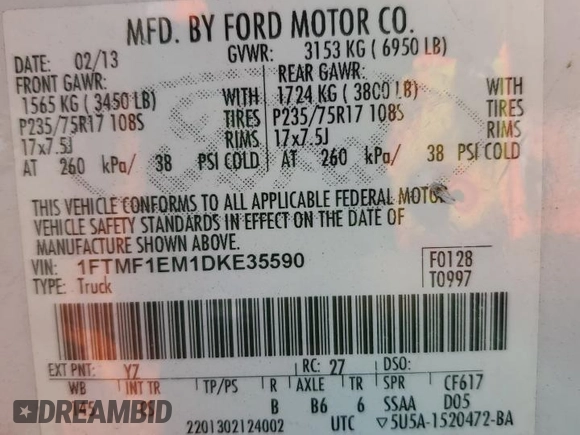 MFD. BY FORD MOTOR CO.
DATE: 02/13 GVWR: 3153 KG ( 6950 LB)
FRONT GAWR: REAR GAWR:
1565 KG ( 3450 LB) WITH 1724 KG ( 3800 LB) WITH
P235/75R17 108S TIRES P235/75R17 108S TIRES
17x7.5J RIMS 17x7.5J RIMS
AT 260 kPa/ 38 PSI COLD AT 260 kPa/ 38 PSI COLD
THIS VEHICLE CONFORMS TO ALL APPLICABLE FEDERAL MOTOR
VEHICLE SAFETY STANDARDS IN EFFECT ON THE DATE OF
MANUFACTURE SHOWN ABOVE.
VIN: 1FTMF1EM1DKE35590 F0128
TYPE: Truck T0997
EXT PNT: YZ RC: 27 DSO:
WB INT TR TP/PS R AXLE TR SPR CF617
B B6 6 SSAA D05
2201302124002 UTC ▽5U5A-1520472-BA
DREAMBID